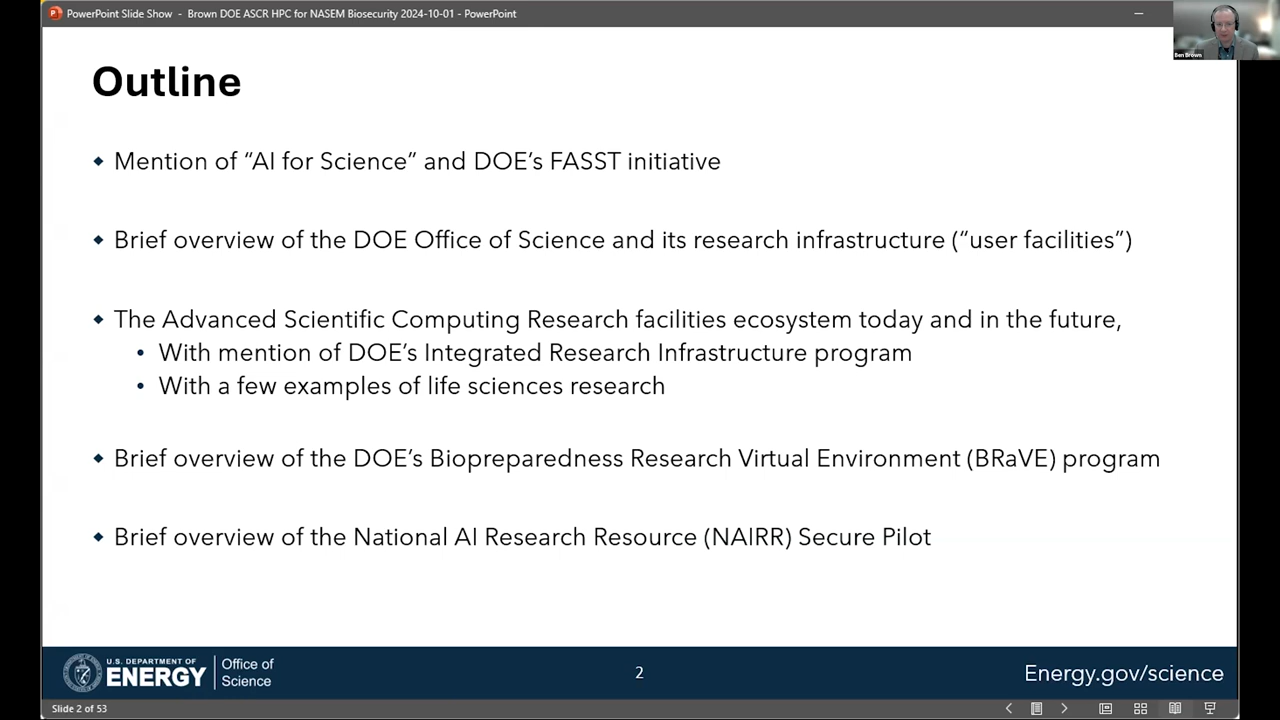 PowerPoint Slide Show - Brown DOE ASCR HPC for NASEM Biosecurity 2024-10-01 - PowerPoint
Ben Brown
Outline
Mention of “AI for Science” and DOE’s FASST initiative
Brief overview of the DOE Office of Science and its research infrastructure (“user facilities”)
The Advanced Scientific Computing Research facilities ecosystem today and in the future,
With mention of DOE’s Integrated Research Infrastructure program
With a few examples of life sciences research
Brief overview of the DOE’s Biopreparedness Research Virtual Environment (BRaVE) program
Brief overview of the National AI Research Resource (NAIRR) Secure Pilot
U.S. DEPARTMENT OF
ENERGY
Office of
Science
2
Energy.gov/science
Slide 2 of 53